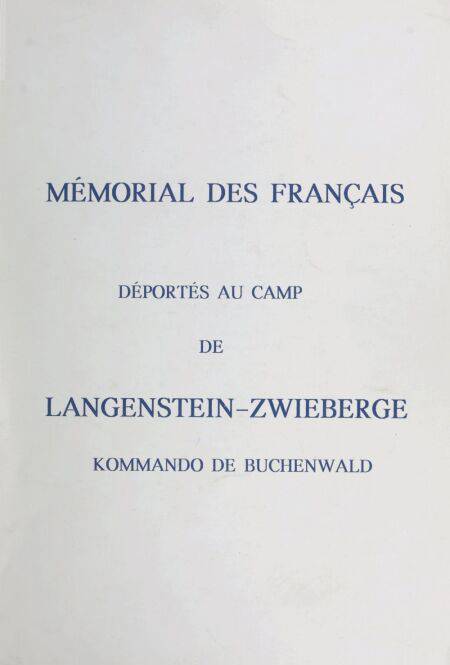 MÉMORIAL DES FRANÇAIS
DÉPORTÉS AU CAMP
DE
LANGENSTEIN-ZWIEBERGE
KOMMANDO DE BUCHENWALD